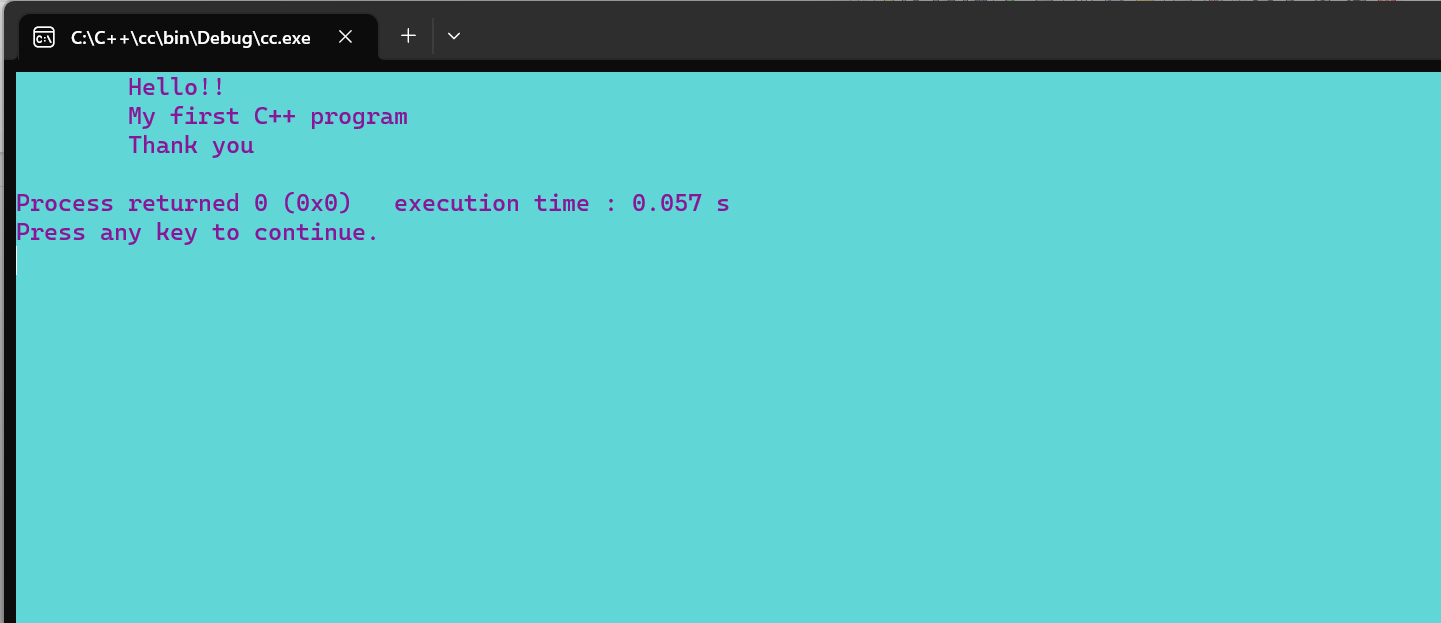 C:\C++\cc\bin\Debug\cc.exe
Hello!!
My first C++ program
Thank you
Process returned 0 (0x0)   execution time : 0.057 s
Press any key to continue.